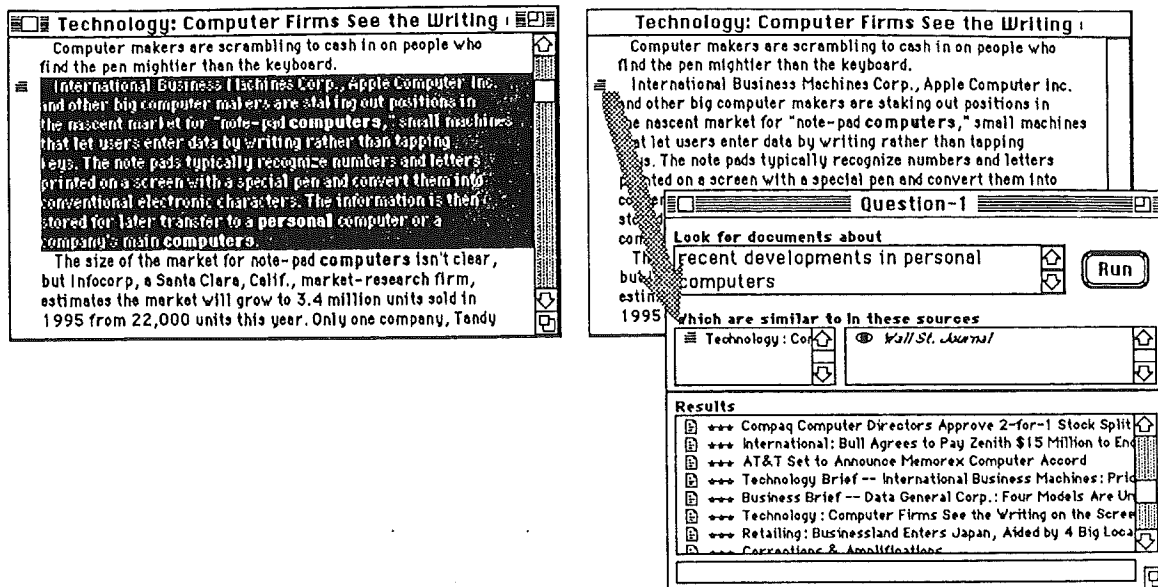 Technology: Computer Firms See the Writing
Computer makers are scrambling to cash in on people who
find the pen mightier than the keyboard.
International Business Machines Corp., Apple Computer Inc.
and other big computer makers are staking out positions in
the nascent market for "note-pad computers," small machines
that let users enter data by writing rather than tapping
keys. The note pads typically recognize numbers and letters
printed on a screen with a special pen and convert them into
conventional electronic characters. The information is then
stored for later transfer to a personal computer or a
company's main computers.
The size of the market for note-pad computers isn't clear,
but Infocorp, a Santa Clara, Calif., market-research firm,
estimates the market will grow to 3.4 million units sold in
1995 from 22,000 units this year. Only one company, Tandy
Technology: Computer Firms See the Writing
Computer makers are scrambling to cash in on people who
find the pen mightier than the keyboard.
International Business Machines Corp., Apple Computer Inc.
and other big computer makers are staking out positions in
he nascent market for "note-pad computers," small machines
at let users enter data by writing rather than tapping
s. The note pads typically recognize numbers and letters
nted on a screen with a special pen and convert them into
Question-1
Look for documents about
recent developments in personal
computers
Run
Which are similar to In these sources
Technology: Co
Wall St. Journal
Results
*** Compaq Computer Directors Approve 2-for-1 Stock Split
*** International: Bull Agrees to Pay Zenith $15 Million to End
*** AT&T Set to Announce Memorex Computer Accord
*** Technology Brief -- International Business Machines: Pri
*** Business Brief -- Data General Corp.: Four Models Are Un
*** Technology: Computer Firms See the Writing on the Scree
*** Retailing: Businessland Enters Japan, Aided by 4 Big Loca
*** Corrections & Amplifications
1995